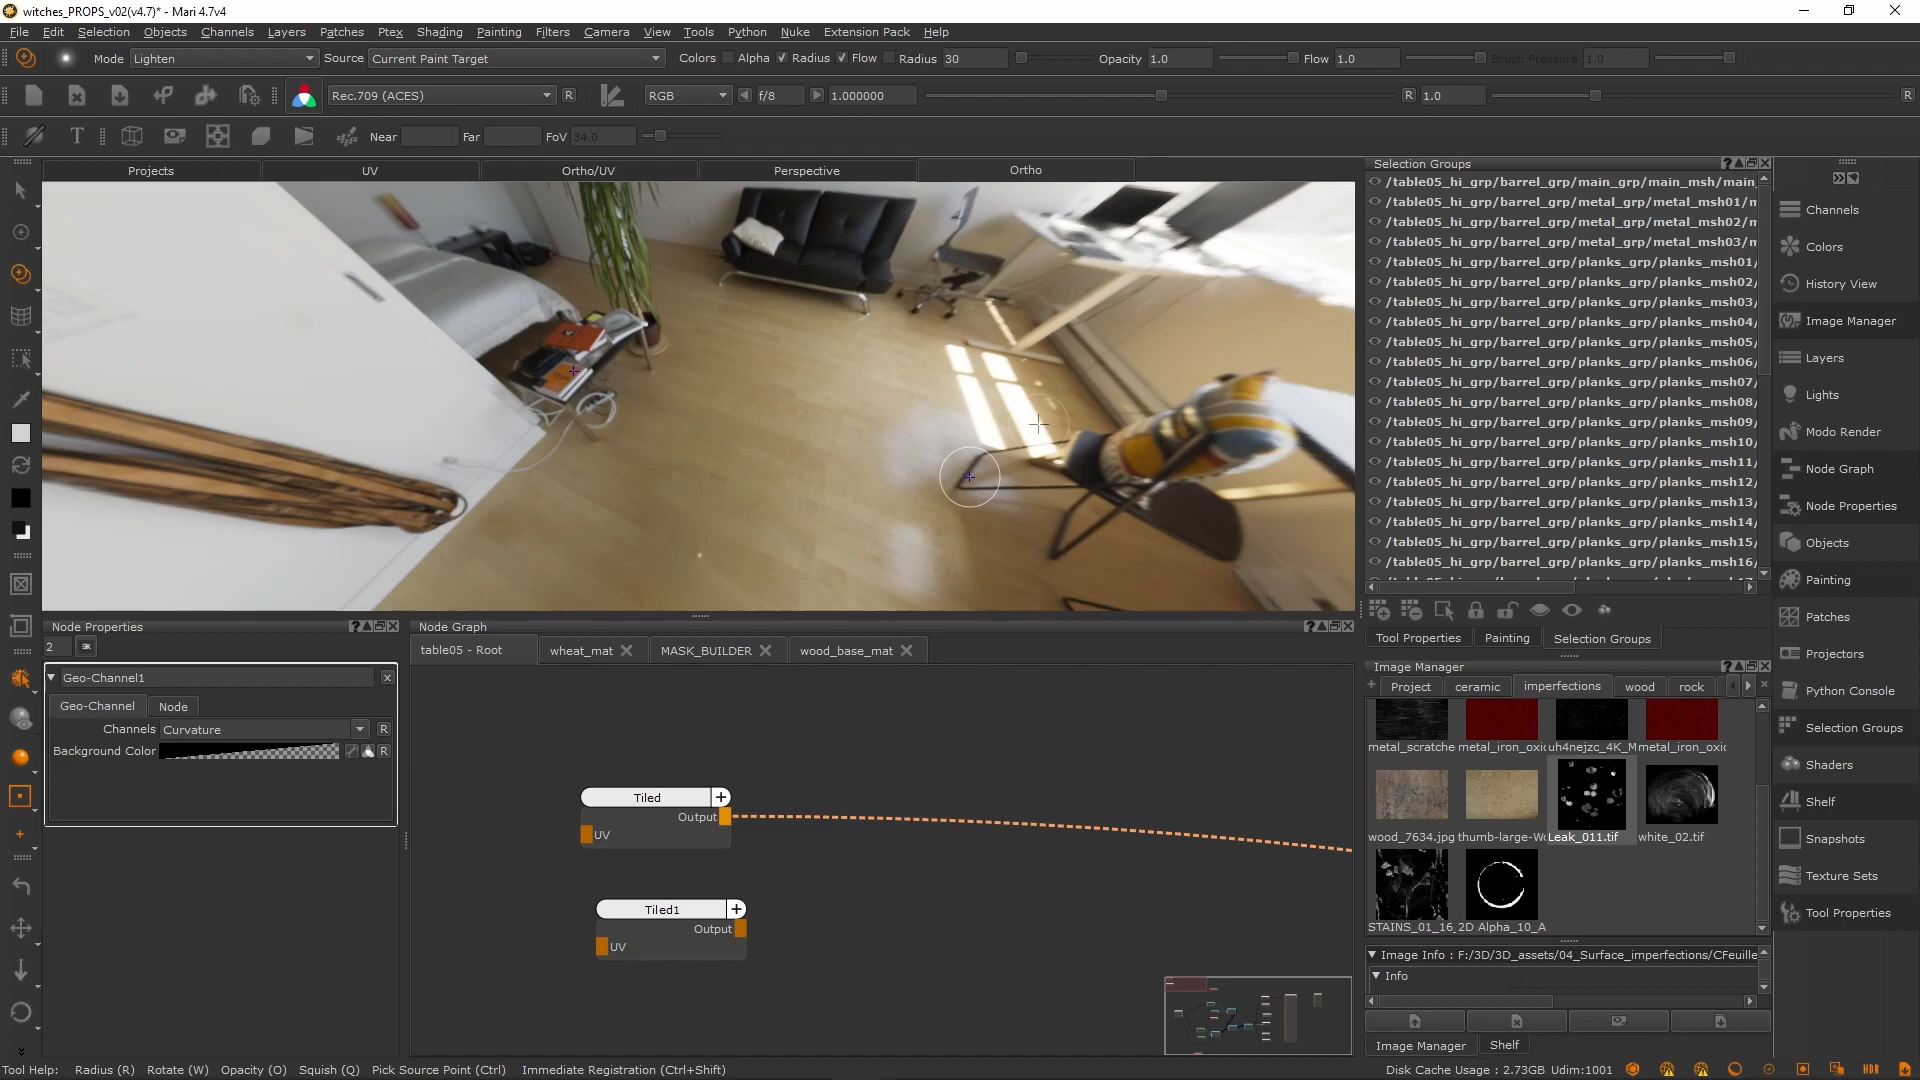 witches_PROPS_v02(v4.7)* - Mari 4.7v4
File Edit Selection Objects Channels Layers Patches Ptex Shading Painting Filters Camera View Tools Python Nuke Extension Pack Help
Mode Lighten Source Current Paint Target Colors Alpha Radius Flow Radius 30 Opacity 1.0 Flow 1.0 Brush Pressure 1.0
Rec.709 (ACES) R RGB f/8 1.000000 R 1.0 R
T Near Far FoV 34.0
Projects UV Ortho/UV Perspective Ortho
Selection Groups
/table05_hi_grp/barrel_grp/main_grp/main_msh/main_
/table05_hi_grp/barrel_grp/metal_grp/metal_msh01/m
/table05_hi_grp/barrel_grp/metal_grp/metal_msh02/m
/table05_hi_grp/barrel_grp/metal_grp/metal_msh03/m
/table05_hi_grp/barrel_grp/planks_grp/planks_msh01/
/table05_hi_grp/barrel_grp/planks_grp/planks_msh02/
/table05_hi_grp/barrel_grp/planks_grp/planks_msh03/
/table05_hi_grp/barrel_grp/planks_grp/planks_msh04/
/table05_hi_grp/barrel_grp/planks_grp/planks_msh05/
/table05_hi_grp/barrel_grp/planks_grp/planks_msh06/
/table05_hi_grp/barrel_grp/planks_grp/planks_msh07/
/table05_hi_grp/barrel_grp/planks_grp/planks_msh08/
/table05_hi_grp/barrel_grp/planks_grp/planks_msh09/
/table05_hi_grp/barrel_grp/planks_grp/planks_msh10/
/table05_hi_grp/barrel_grp/planks_grp/planks_msh11/
/table05_hi_grp/barrel_grp/planks_grp/planks_msh12/
/table05_hi_grp/barrel_grp/planks_grp/planks_msh13/
/table05_hi_grp/barrel_grp/planks_grp/planks_msh14/
/table05_hi_grp/barrel_grp/planks_grp/planks_msh15/
/table05_hi_grp/barrel_grp/planks_grp/planks_msh16/
Tool Properties Painting Selection Groups
Channels
Colors
History View
Image Manager
Layers
Lights
Modo Render
Node Graph
Node Properties
Objects
Painting
Patches
Projectors
Python Console
Selection Groups
Shaders
Shelf
Snapshots
Texture Sets
Tool Properties
Node Properties
2
Geo-Channel1
Geo-Channel Node
Channels Curvature R
Background Color R
Node Graph
table05 - Root wheat_mat MASK_BUILDER wood_base_mat
Tiled +
Output
UV
Tiled1 +
Output
UV
Image Manager
Project ceramic imperfections wood rock
metal_scratche metal_iron_oxi uh4nejzc_4K_M metal_iron_oxi
wood_7634.jpg thumb-large-Wo Leak_011.tif white_02.tif
STAINS_01_16_2D Alpha_10_A
Image Info : F:/3D/3D_assets/04_Surface_imperfections/CFeuille
Info
Image Manager Shelf
Tool Help: Radius (R) Rotate (W) Opacity (O) Squish (Q) Pick Source Point (Ctrl) Immediate Registration (Ctrl+Shift) Disk Cache Usage : 2.73GB Udim:1001 HDR